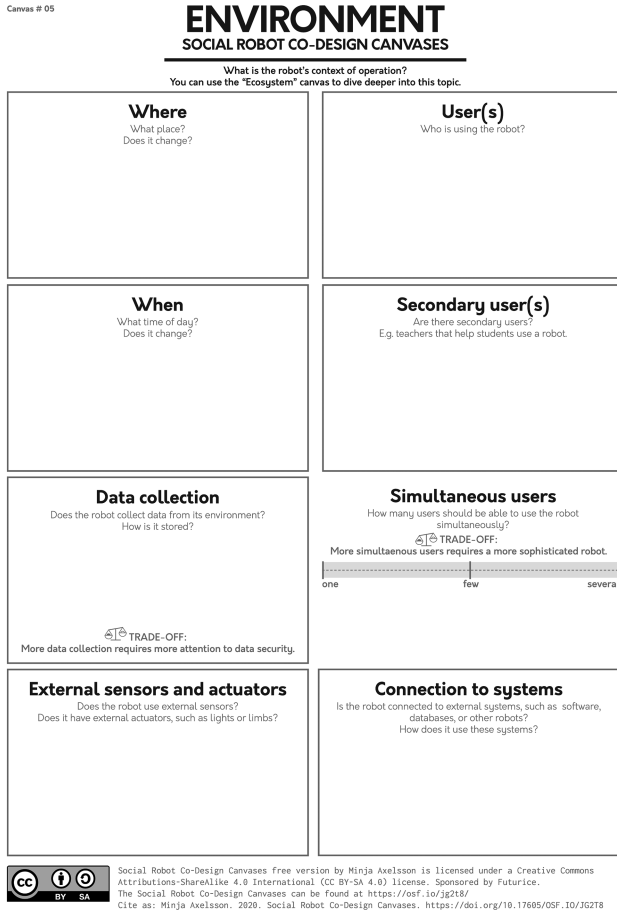 Canvas # 05
ENVIRONMENT
SOCIAL ROBOT CO-DESIGN CANVASES
What is the robot's context of operation?
You can use the "Ecosystem" canvas to dive deeper into this topic.
Where
What place?
Does it change?
User(s)
Who is using the robot?
When
What time of day?
Does it change?
Secondary user(s)
Are there secondary users?
E.g. teachers that help students use a robot.
Data collection
Does the robot collect data from its environment?
How is it stored?
TRADE-OFF:
More data collection requires more attention to data security.
Simultaneous users
How many users should be able to use the robot
simultaneously?
TRADE-OFF:
More simultaenous users requires a more sophisticated robot.
one few severa
External sensors and actuators
Does the robot use external sensors?
Does it have external actuators, such as lights or limbs?
Connection to systems
Is the robot connected to external systems, such as software,
databases, or other robots?
How does it use these systems?
cc BY SA
Social Robot Co-Design Canvases free version by Minja Axelsson is licensed under a Creative Commons
Attributions-ShareAlike 4.0 International (CC BY-SA 4.0) license. Sponsored by Futurice.
The Social Robot Co-Design Canvases can be found at https://osf.io/jg2t8/
Cite as: Minja Axelsson. 2020. Social Robot Co-Design Canvases. https://doi.org/10.17605/OSF.IO/JG2T8